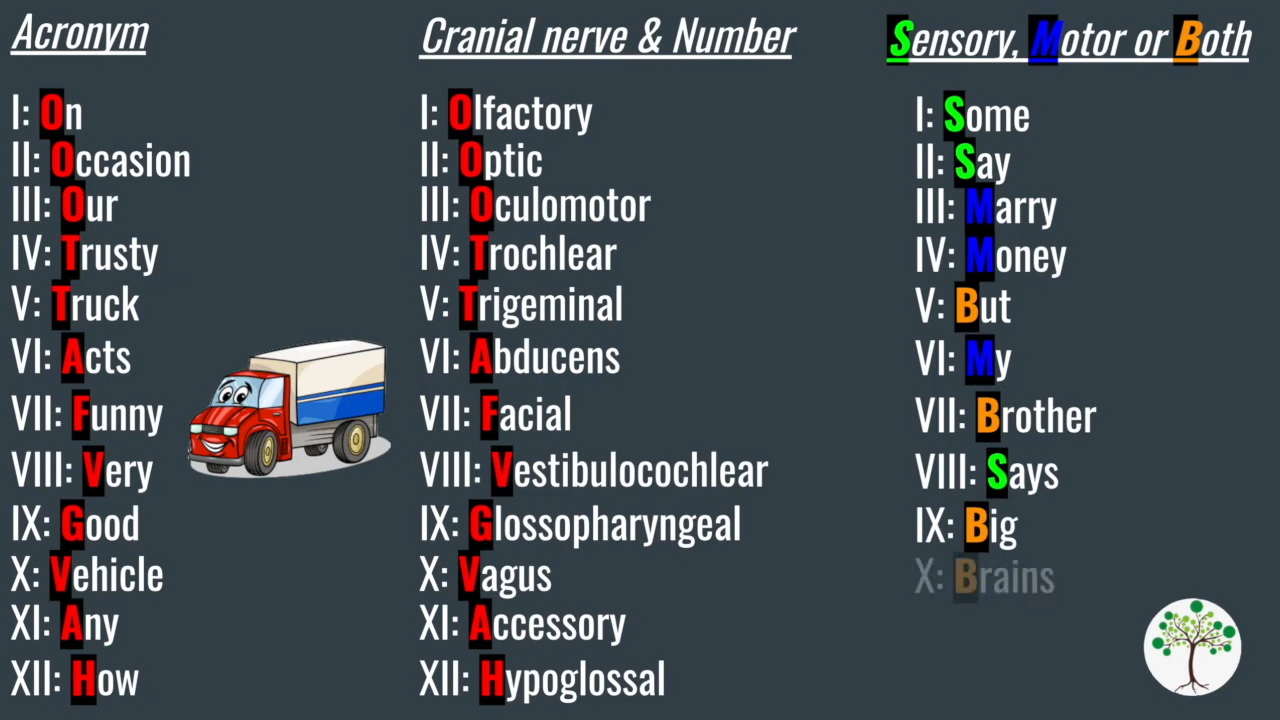 Acronym
I: On
II: Occasion
III: Our
IV: Trusty
V: Truck
VI: Acts
VII: Funny
VIII: Very
IX: Good
X: Vehicle
XI: Any
XII: How
Cranial nerve & Number
I: Olfactory
II: Optic
III: Oculomotor
IV: Trochlear
V: Trigeminal
VI: Abducens
VII: Facial
VIII: Vestibulocochlear
IX: Glossopharyngeal
X: Vagus
XI: Accessory
XII: Hypoglossal
Sensory, Motor or Both
I: Some
II: Say
III: Marry
IV: Money
V: But
VI: My
VII: Brother
VIII: Says
IX: Big
X: Brains